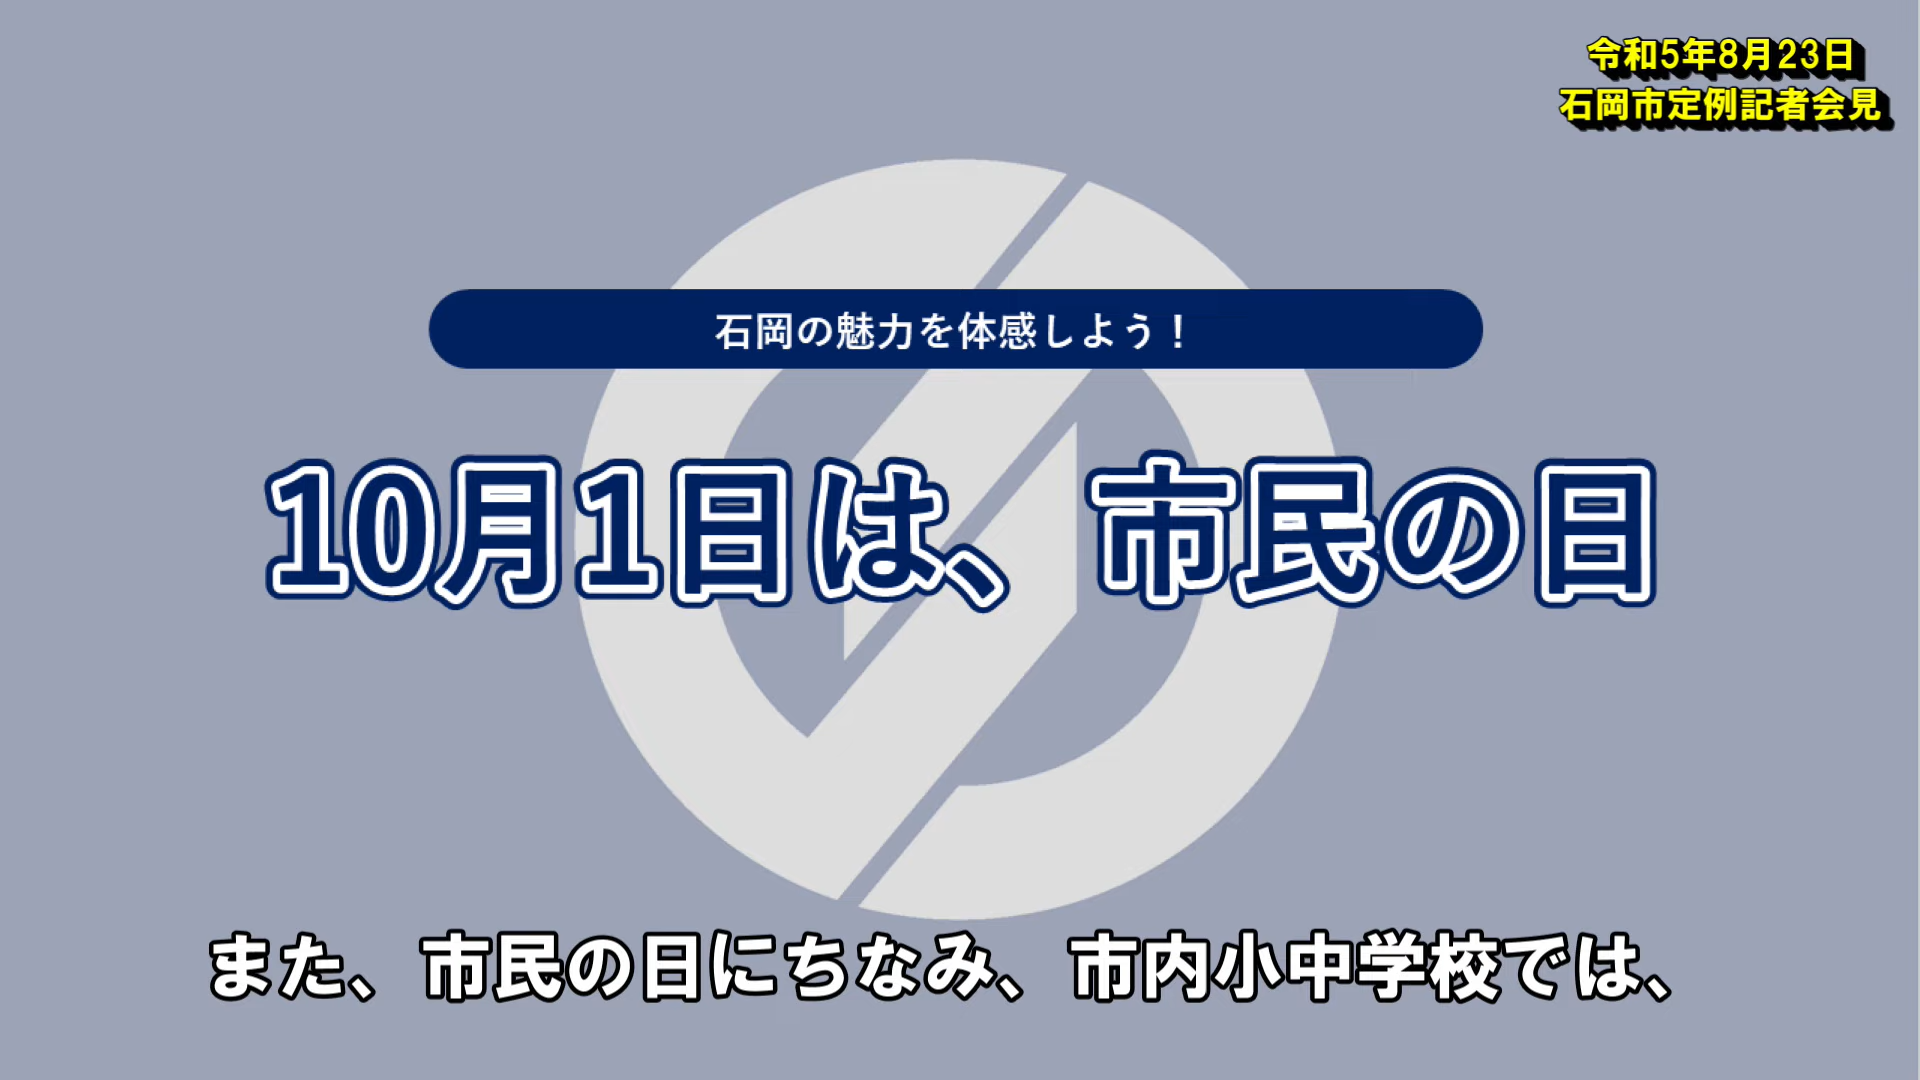 令和5年8月23日
石岡市定例記者会見
石岡の魅力を体感しよう！
10月1日は、市民の日
また、市民の日にちなみ、市内小中学校では、